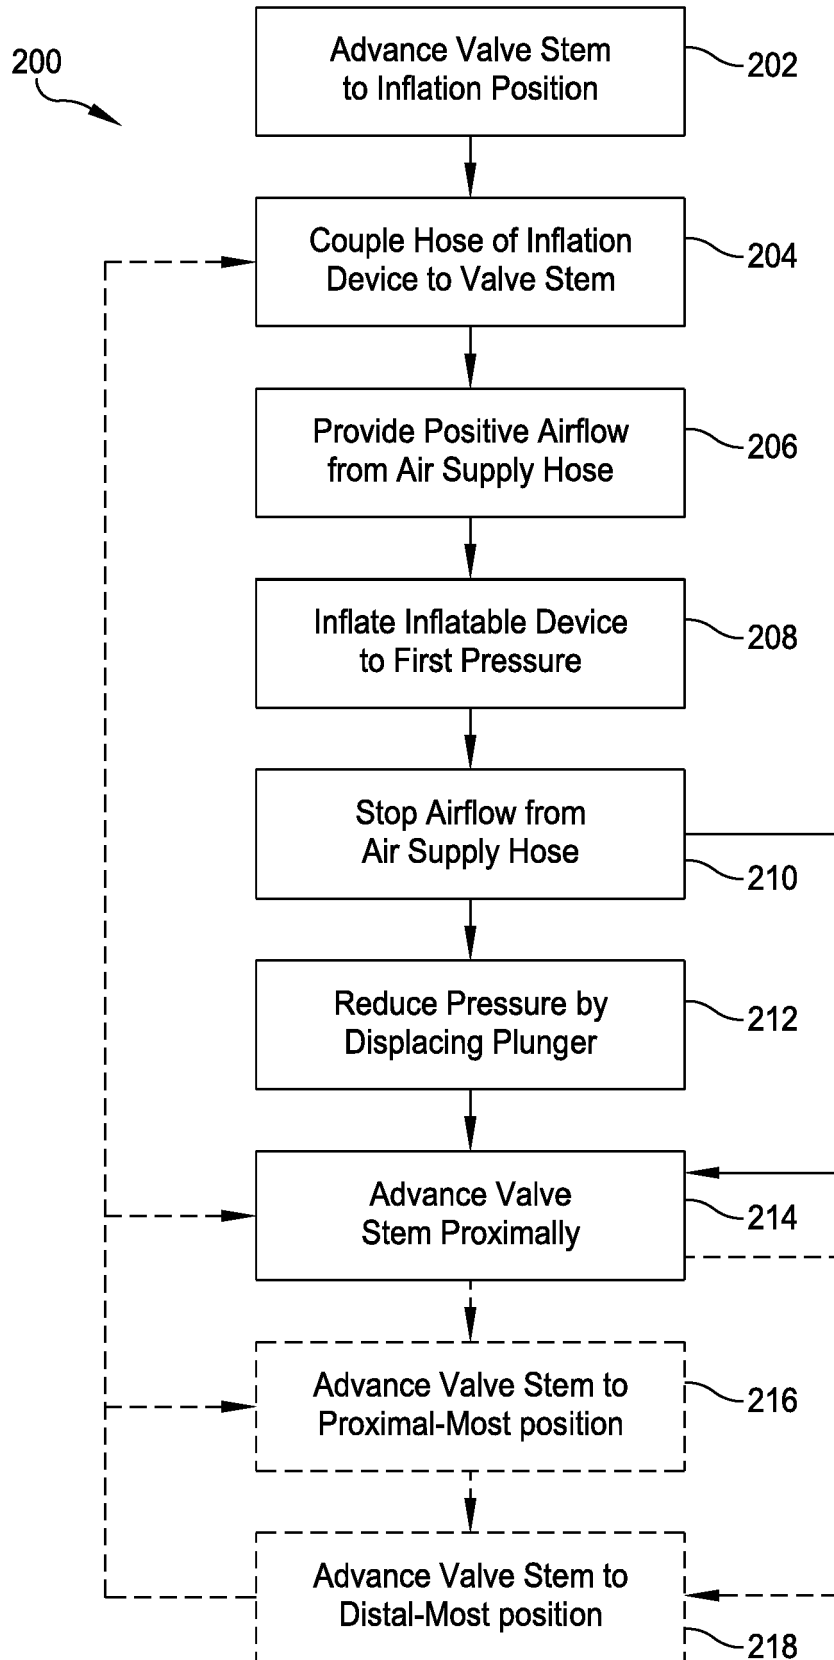 200
Advance Valve Stem
to Inflation Position
202
Couple Hose of Inflation
Device to Valve Stem
204
Provide Positive Airflow
from Air Supply Hose
206
Inflate Inflatable Device
to First Pressure
208
Stop Airflow from
Air Supply Hose
210
Reduce Pressure by
Displacing Plunger
212
Advance Valve
Stem Proximally
214
Advance Valve Stem to
Proximal-Most position
216
Advance Valve Stem to
Distal-Most position
218